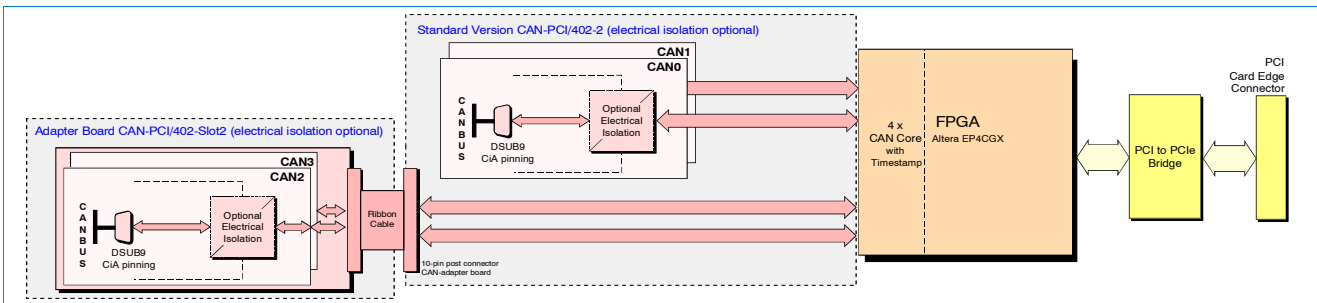 Standard Version CAN-PCI/402-2 (electrical isolation optional)
CAN1
CAN0
C
A
N
B
U
S
DSUB9
CiA pinning
Optional
Electrical
Isolation
Adapter Board CAN-PCI/402-Slot2 (electrical isolation optional)
CAN3
CAN2
C
A
N
B
U
S
DSUB9
CiA pinning
Optional
Electrical
Isolation
Ribbon
Cable
10-pin post connector
CAN-adapter board
4 x
CAN Core
with
Timestamp
FPGA
Altera EP4CGX
PCI to PCIe
Bridge
PCI
Card Edge
Connector